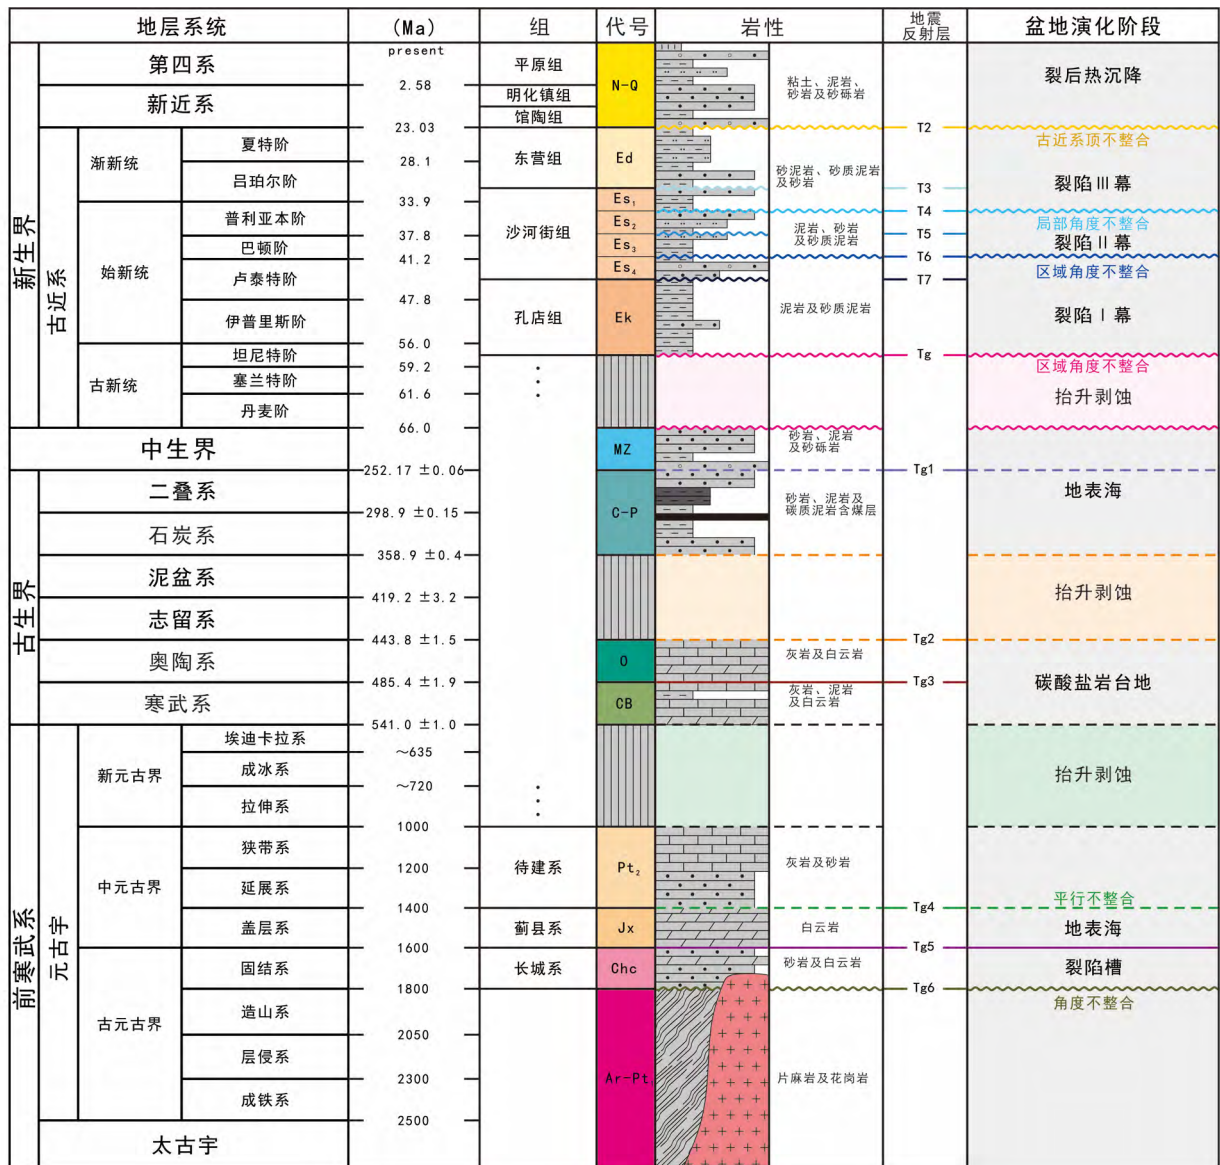 地层系统
(Ma)
组
代号
岩性
地震
反射层
盆地演化阶段
新生界
第四系
新近系
古近系
渐新统
夏特阶
吕珀尔阶
始新统
普利亚本阶
巴顿阶
卢泰特阶
伊普里斯阶
古新统
坦尼特阶
塞兰特阶
丹麦阶
中生界
古生界
二叠系
石炭系
泥盆系
志留系
奥陶系
寒武系
前寒武系
元古宇
新元古界
埃迪卡拉系
成冰系
拉伸系
中元古界
狭带系
延展系
盖层系
古元古界
固结系
造山系
层侵系
成铁系
太古宇
present
2.58
23.03
28.1
33.9
37.8
41.2
47.8
56.0
59.2
61.6
66.0
252.17 ±0.06
298.9 ±0.15
358.9 ±0.4
419.2 ±3.2
443.8 ±1.5
485.4 ±1.9
541.0 ±1.0
~635
~720
1000
1200
1400
1600
1800
2050
2300
2500
平原组
明化镇组
馆陶组
东营组
沙河街组
孔店组
待建系
蓟县系
长城系
N-Q
Ed
Es₁
Es₂
Es₃
Es₄
Ek
MZ
C-P
O
CB
Pt₂
Jx
Chc
Ar-Pt
粘土、泥岩、
砂岩及砂砾岩
砂泥岩、砂质泥岩
及砂岩
泥岩、砂岩
及砂质泥岩
泥岩及砂质泥岩
砂岩、泥岩
及砂砾岩
砂岩、泥岩及
碳质泥岩含煤层
灰岩及白云岩
灰岩、泥岩
及白云岩
灰岩及砂岩
白云岩
砂岩及白云岩
片麻岩及花岗岩
T2
T3
T4
T5
T6
T7
Tg
Tg1
Tg2
Tg3
Tg4
Tg5
Tg6
裂后热沉降
古近系顶不整合
裂陷Ⅲ幕
局部角度不整合
裂陷Ⅱ幕
区域角度不整合
裂陷Ⅰ幕
区域角度不整合
抬升剥蚀
地表海
抬升剥蚀
碳酸盐岩台地
抬升剥蚀
平行不整合
地表海
裂陷槽
角度不整合